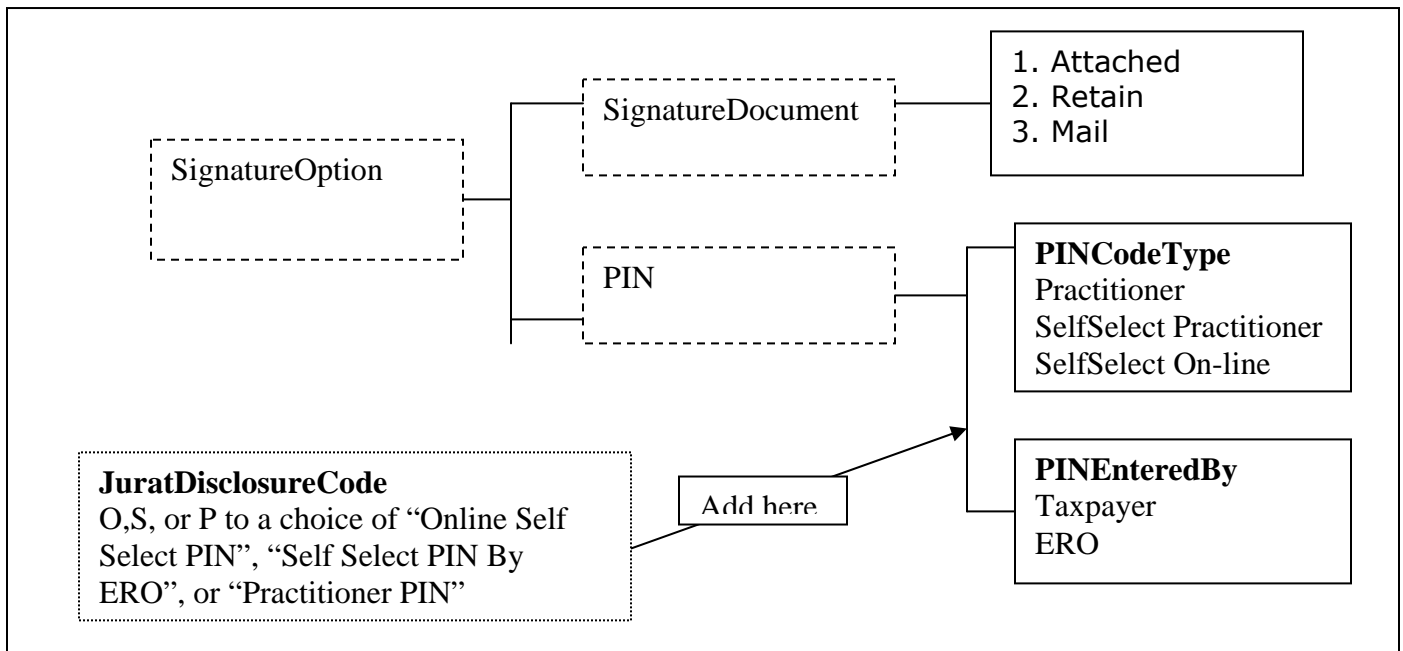 SignatureOption
SignatureDocument
1. Attached
2. Retain
3. Mail
PIN
PINCodeType
Practitioner
SelfSelect Practitioner
SelfSelect On-line
PINEnteredBy
Taxpayer
ERO
JuratDisclosureCode
O,S, or P to a choice of “Online Self
Select PIN”, “Self Select PIN By
ERO”, or “Practitioner PIN”
Add here